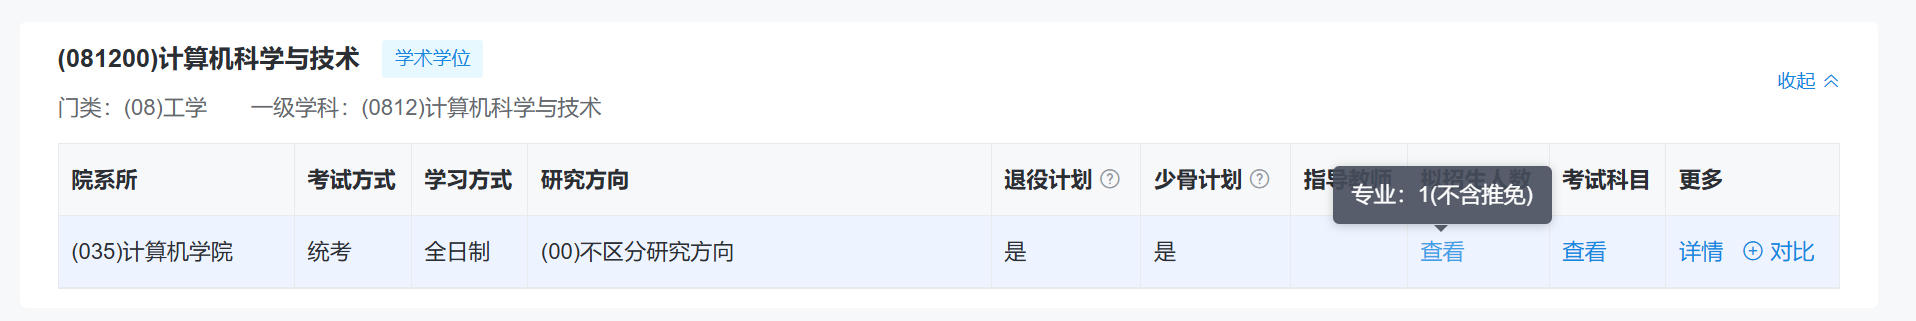 (081200)计算机科学与技术 学术学位
收起
门类：(08)工学 一级学科：(0812)计算机科学与技术
院系所 考试方式 学习方式 研究方向 退役计划 ? 少骨计划 ? 指导教师 拟招生人数 考试科目 更多
专业：1(不含推免)
(035)计算机学院 统考 全日制 (00)不区分研究方向 是 是 查看 查看 详情 对比